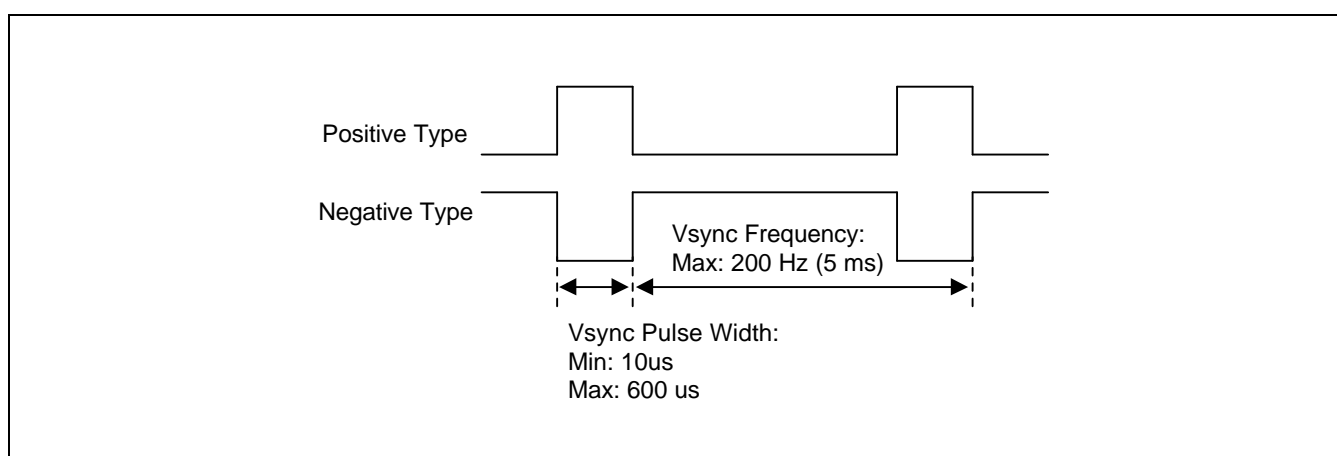 Positive Type
Negative Type
Vsync Frequency:
Max: 200 Hz (5 ms)
Vsync Pulse Width:
Min: 10us
Max: 600 us